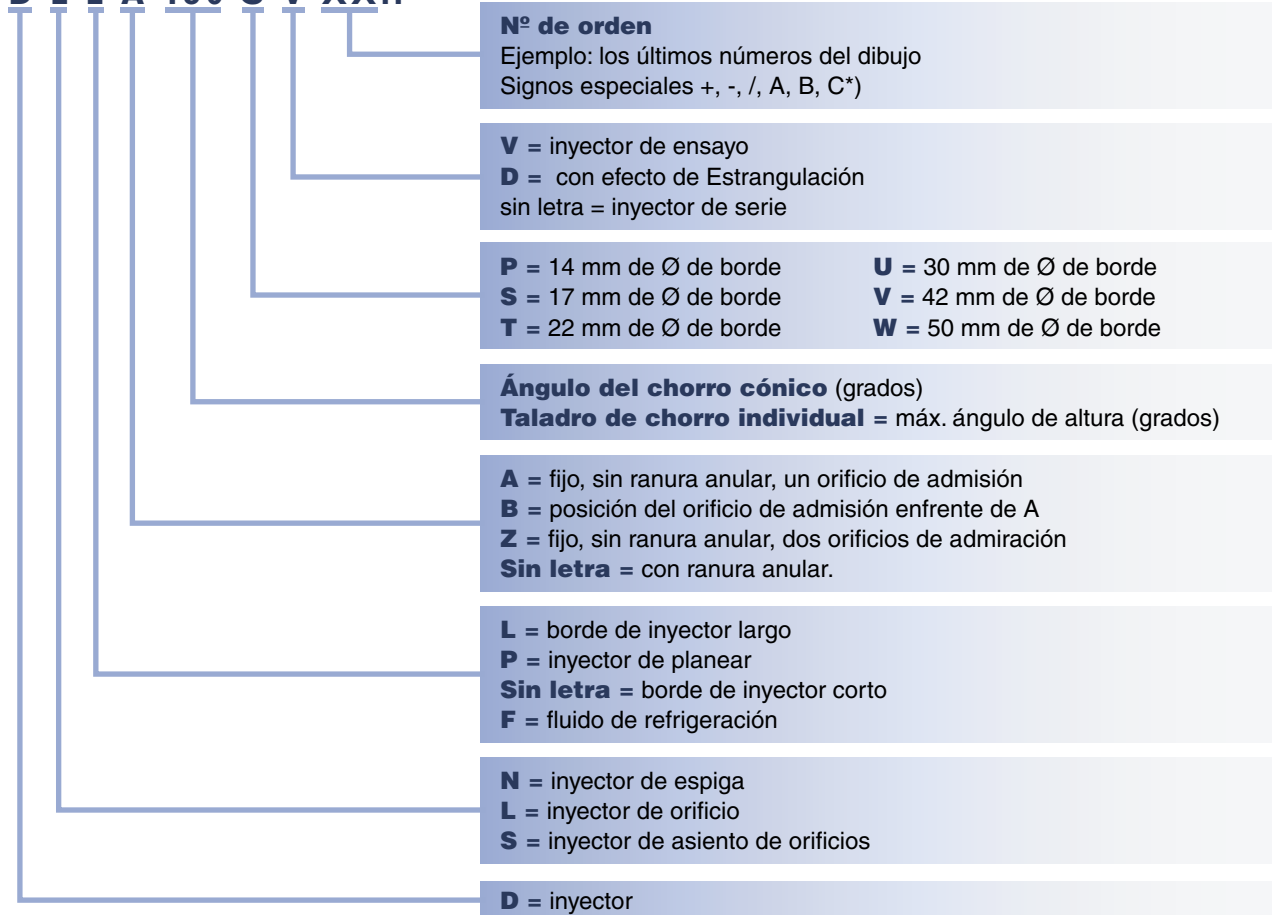 Nº de orden
Ejemplo: los últimos números del dibujo
Signos especiales +, -, /, A, B, C*)
V = inyector de ensayo
D = con efecto de Estrangulación
sin letra = inyector de serie
P = 14 mm de Ø de borde
S = 17 mm de Ø de borde
T = 22 mm de Ø de borde
U = 30 mm de Ø de borde
V = 42 mm de Ø de borde
W = 50 mm de Ø de borde
Ángulo del chorro cónico (grados)
Taladro de chorro individual = máx. ángulo de altura (grados)
A = fijo, sin ranura anular, un orificio de admisión
B = posición del orificio de admisión enfrente de A
Z = fijo, sin ranura anular, dos orificios de admiración
Sin letra = con ranura anular.
L = borde de inyector largo
P = inyector de planear
Sin letra = borde de inyector corto
F = fluido de refrigeración
N = inyector de espiga
L = inyector de orificio
S = inyector de asiento de orificios
D = inyector